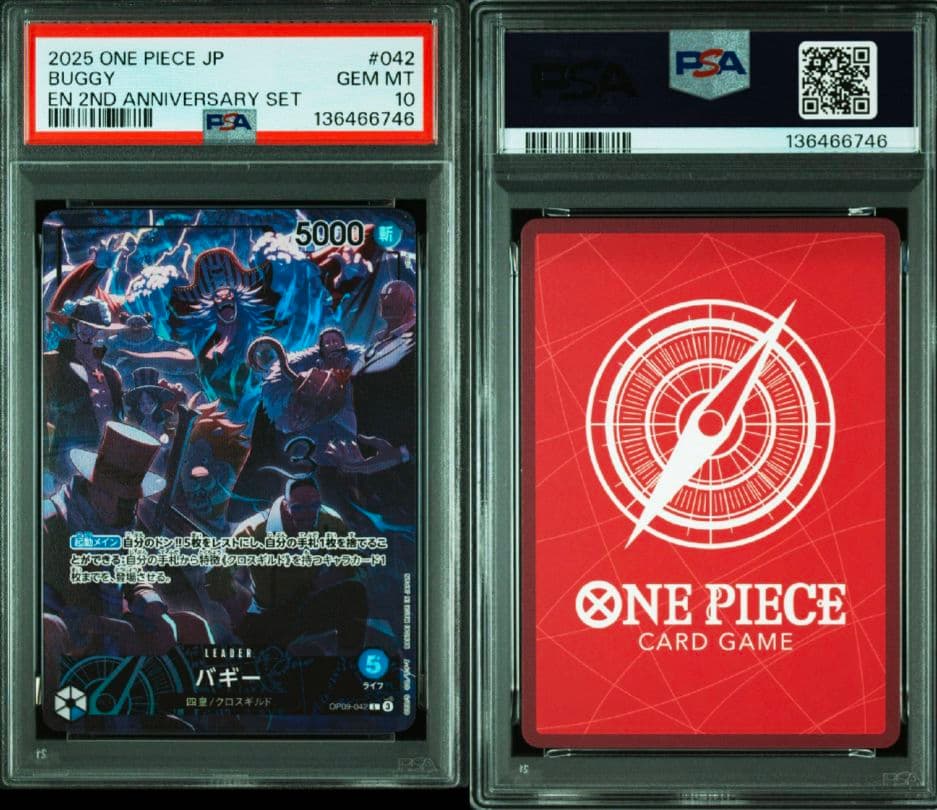 2025 ONE PIECE JP #042
BUGGY GEM MT
EN 2ND ANNIVERSARY SET 10
136466746
PSA
5000 斬
起動メイン 自分のドン!!5枚をレストにし、自分の手札1枚を捨てるこ
とができる:自分の手札から特徴《クロスギルド》を持つキャラカード1
枚までを、登場させる。
LEADER
バギー
四皇/クロスギルド
5
ライフ
OP09-042 L 3
PSA
PSA
136466746
ONE PIECE
CARD GAME
PSA